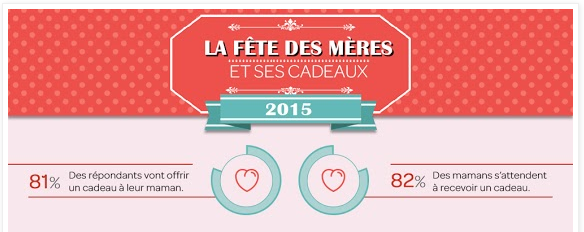 LA FÊTE DES MÈRES
ET SES CADEAUX
2015
81% Des répondants vont offrir
un cadeau à leur maman.
82% Des mamans s'attendent
à recevoir un cadeau.